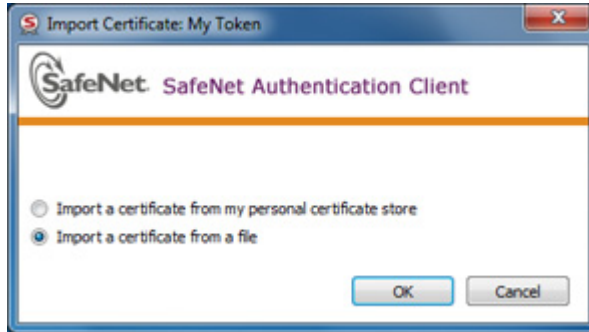 Import Certificate: My Token
SafeNet. SafeNet Authentication Client
Import a certificate from my personal certificate store
Import a certificate from a file
OK Cancel